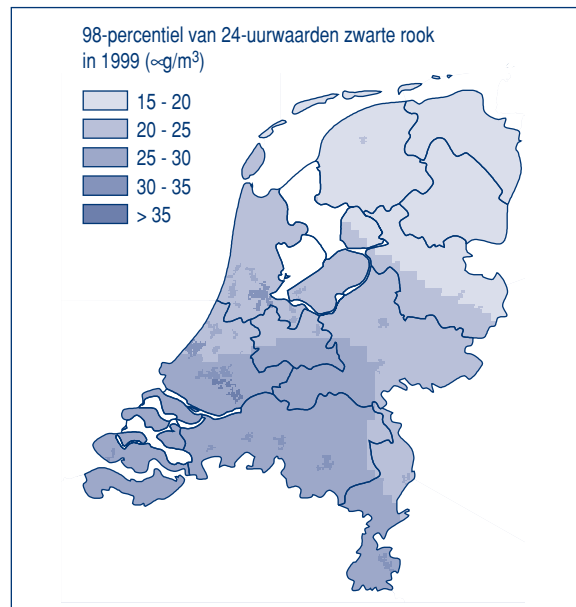 98-percentiel van 24-uurwaarden zwarte rook
in 1999 (∝g/m³)
15 - 20
20 - 25
25 - 30
30 - 35
> 35